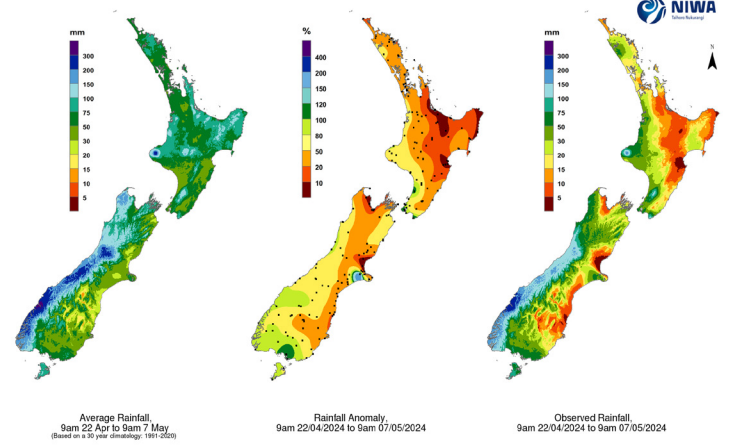 NIWA
Taihoro Nukurangi
mm
300
200
150
100
75
50
30
20
15
10
5
%
400
200
150
120
100
80
50
20
10
mm
300
200
150
100
75
50
30
20
15
10
5
N
Average Rainfall,
9am 22 Apr to 9am 7 May
(Based on a 30 year climatology: 1991-2020)
Rainfall Anomaly,
9am 22/04/2024 to 9am 07/05/2024
Observed Rainfall,
9am 22/04/2024 to 9am 07/05/2024